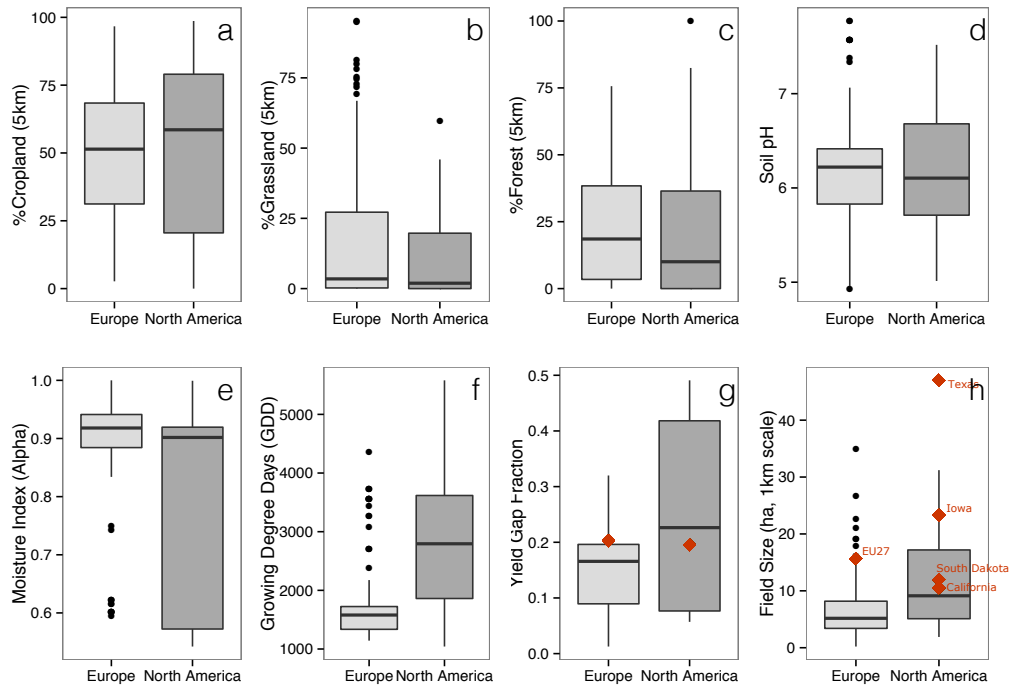 a
%Cropland (5km)
100
75
50
25
0
Europe North America
b
%Grassland (5km)
100
75
50
25
0
Europe North America
c
%Forest (5km)
100
75
50
25
0
Europe North America
d
Soil pH
7
6
5
Europe North America
e
Moisture Index (Alpha)
1.0
0.9
0.8
0.7
0.6
Europe North America
f
Growing Degree Days (GDD)
5000
4000
3000
2000
1000
Europe North America
g
Yield Gap Fraction
0.5
0.4
0.3
0.2
0.1
0.0
Europe North America
h
Field Size (ha, 1km scale)
40
30
20
10
0
Texas
Iowa
EU27
South Dakota
California
Europe North America